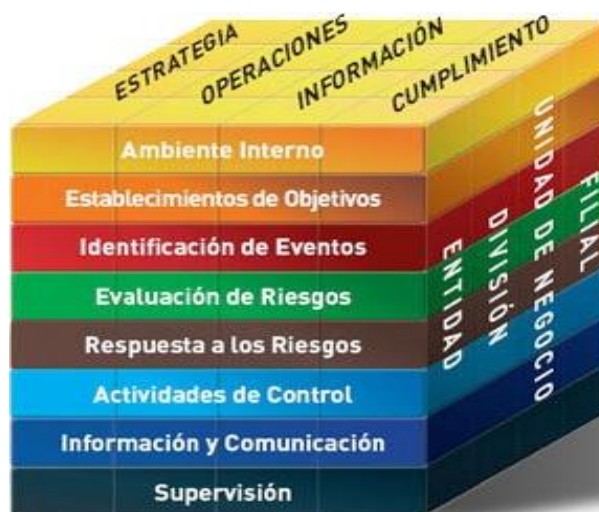 ESTRATEGIA
OPERACIONES
INFORMACIÓN
CUMPLIMIENTO
Ambiente Interno
Establecimientos de Objetivos
Identificación de Eventos
Evaluación de Riesgos
Respuesta a los Riesgos
Actividades de Control
Información y Comunicación
Supervisión
ENTIDAD
DIVISIÓN
UNIDAD DE NEGOCIO
FILIAL